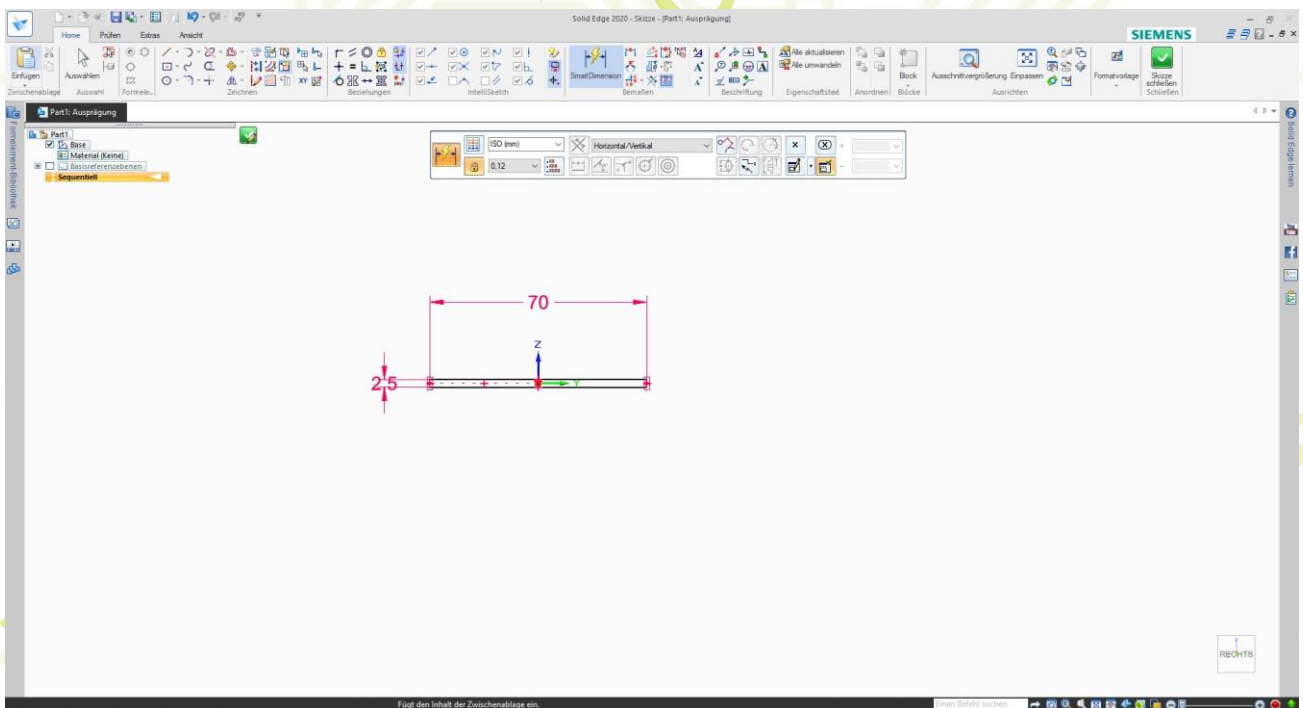 Solid Edge 2020 - Skizze - [Part1: Ausprägung]
Home Prüfen Extras Ansicht
SIEMENS
Einfügen
Auswählen
SmartDimension
Alle aktualisieren
Alle umwandeln
Block
Ausschnittvergrößerung
Einpassen
Formatvorlage
Skizze schließen
Zwischenablage Auswahl Formele... Zeichnen Beziehungen IntelliSketch Bemaßen Beschriftung Eigenschaftstext Anordnen Blöcke Ausrichten Schließen
Part1: Ausprägung
Part1
Base
Material (Keine)
Basisreferenzebenen
Sequentiell
Formelement-Bibliothek
Solid Edge lernen
ISO (mm)
Horizontal/Vertikal
0,12
70
Z
2,5
Y
RECHTS
Fügt den Inhalt der Zwischenablage ein.
Einen Befehl suchen